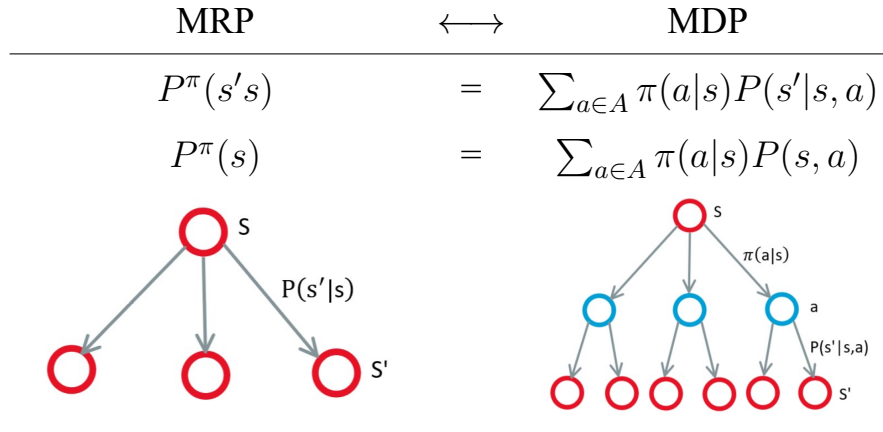 MRP ⟷ MDP
P^π(s's) = ∑_{a∈A} π(a|s)P(s'|s, a)
P^π(s) = ∑_{a∈A} π(a|s)P(s, a)
S
P(s'|s)
S'
s
π(a|s)
a
P(s'|s,a)
S'